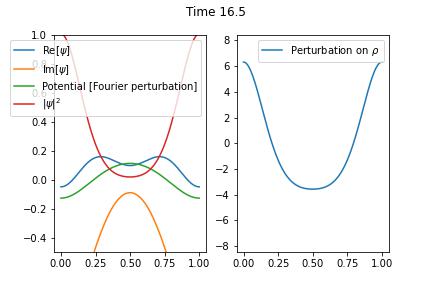 Time 16.5
1.0
0.8
0.6
0.4
0.2
0.0
−0.2
−0.4
0.00 0.25 0.50 0.75 1.00
Re[ψ]
Im[ψ]
Potential [Fourier perturbation]
|ψ|²
8
6
4
2
0
−2
−4
−6
−8
0.00 0.25 0.50 0.75 1.00
Perturbation on ρ